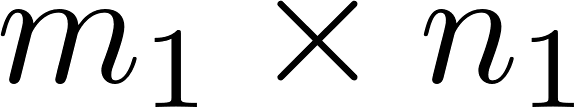 m₁ × n₁